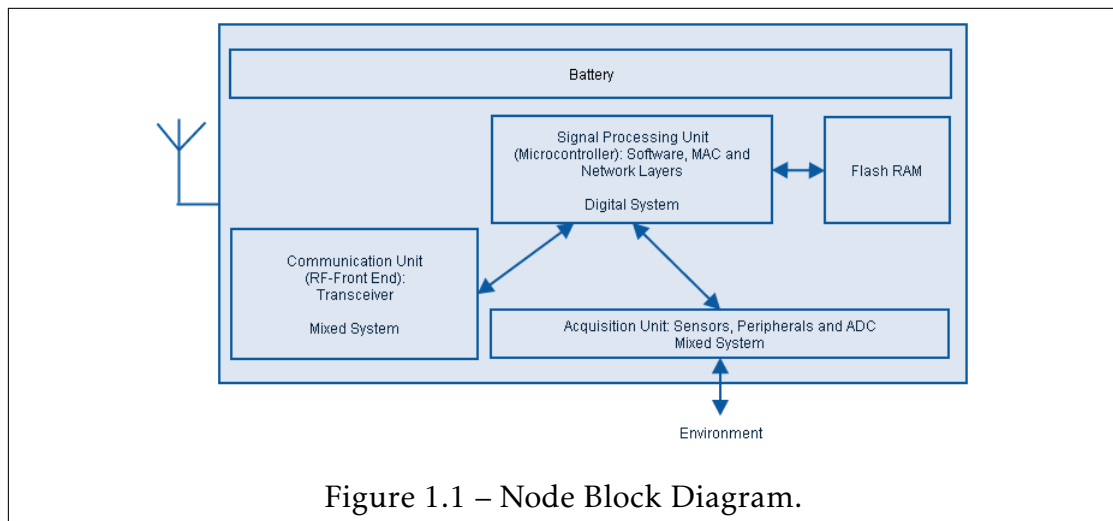 Battery
Signal Processing Unit
(Microcontroller): Software, MAC and
Network Layers
Digital System
Flash RAM
Communication Unit
(RF-Front End):
Transceiver
Mixed System
Acquisition Unit: Sensors, Peripherals and ADC
Mixed System
Environment
Figure 1.1 – Node Block Diagram.